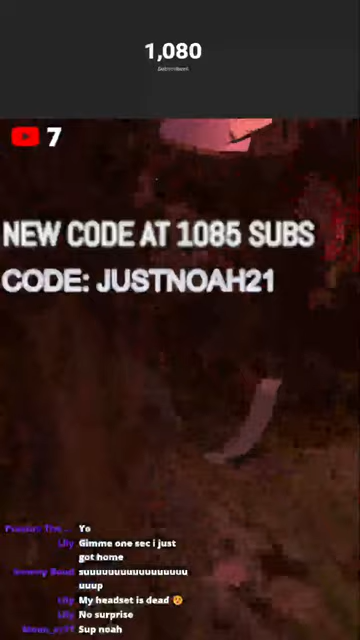 1,080
Subscribers
7
NEW CODE AT 1085 SUBS
CODE: JUSTNOAH21
Yo
Lily Gimme one sec i just
got home
suuuuuuuuuuuuuuuuu
uuup
Lily My headset is dead 😢
Lily No surprise
Sup noah